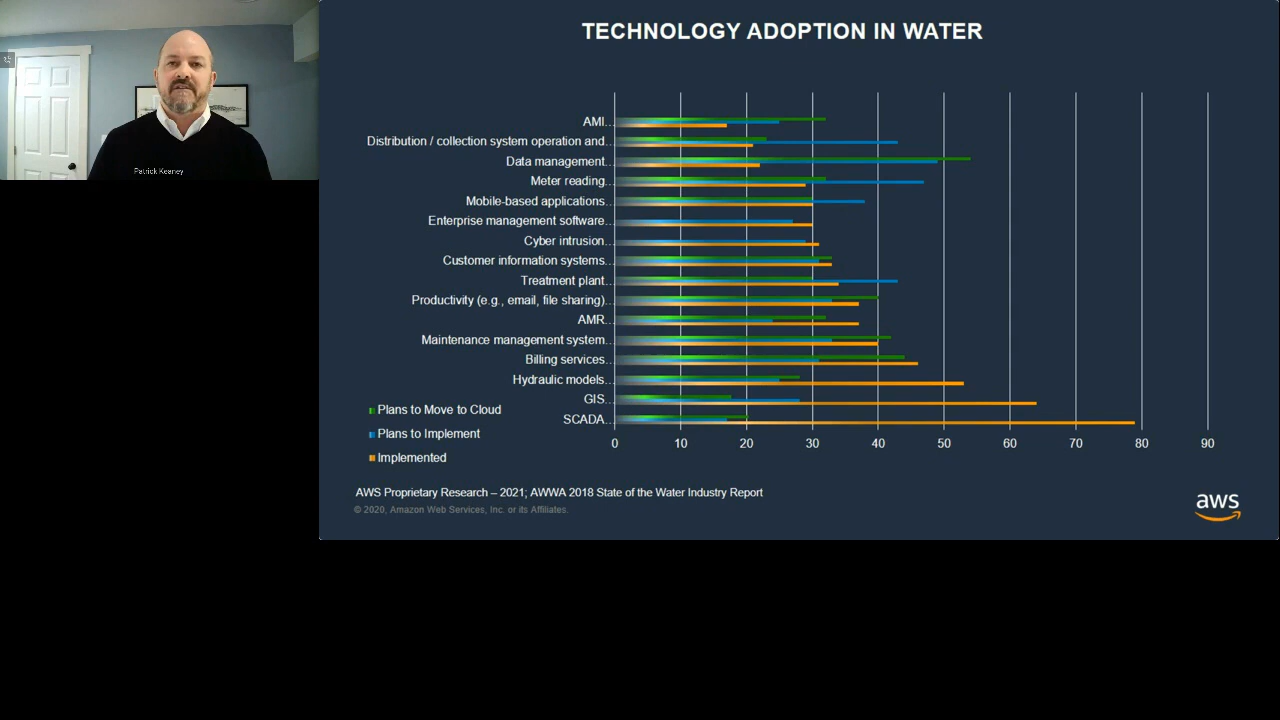 TECHNOLOGY ADOPTION IN WATER
Patrick Keaney
AMI...
Distribution / collection system operation and...
Data management...
Meter reading...
Mobile-based applications...
Enterprise management software...
Cyber intrusion...
Customer information systems...
Treatment plant...
Productivity (e.g., email, file sharing)...
AMR...
Maintenance management system...
Billing services...
Hydraulic models...
GIS...
SCADA...
0 10 20 30 40 50 60 70 80 90
Plans to Move to Cloud
Plans to Implement
Implemented
AWS Proprietary Research – 2021; AWWA 2018 State of the Water Industry Report
© 2020, Amazon Web Services, Inc. or its Affiliates.
aws